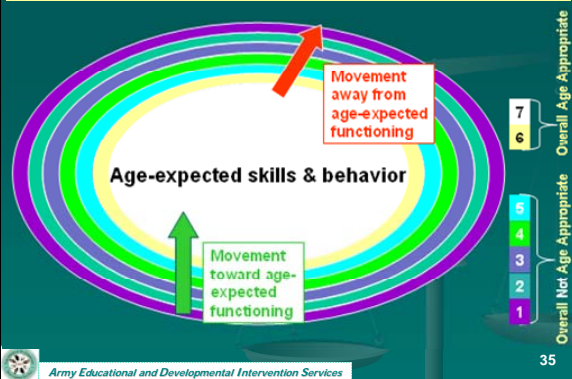 Movement
away from
age-expected
functioning
Age-expected skills & behavior
Movement
toward age-
expected
functioning
7
6
5
4
3
2
1
Overall Age Appropriate
Overall Not Age Appropriate
Army Educational and Developmental Intervention Services
35